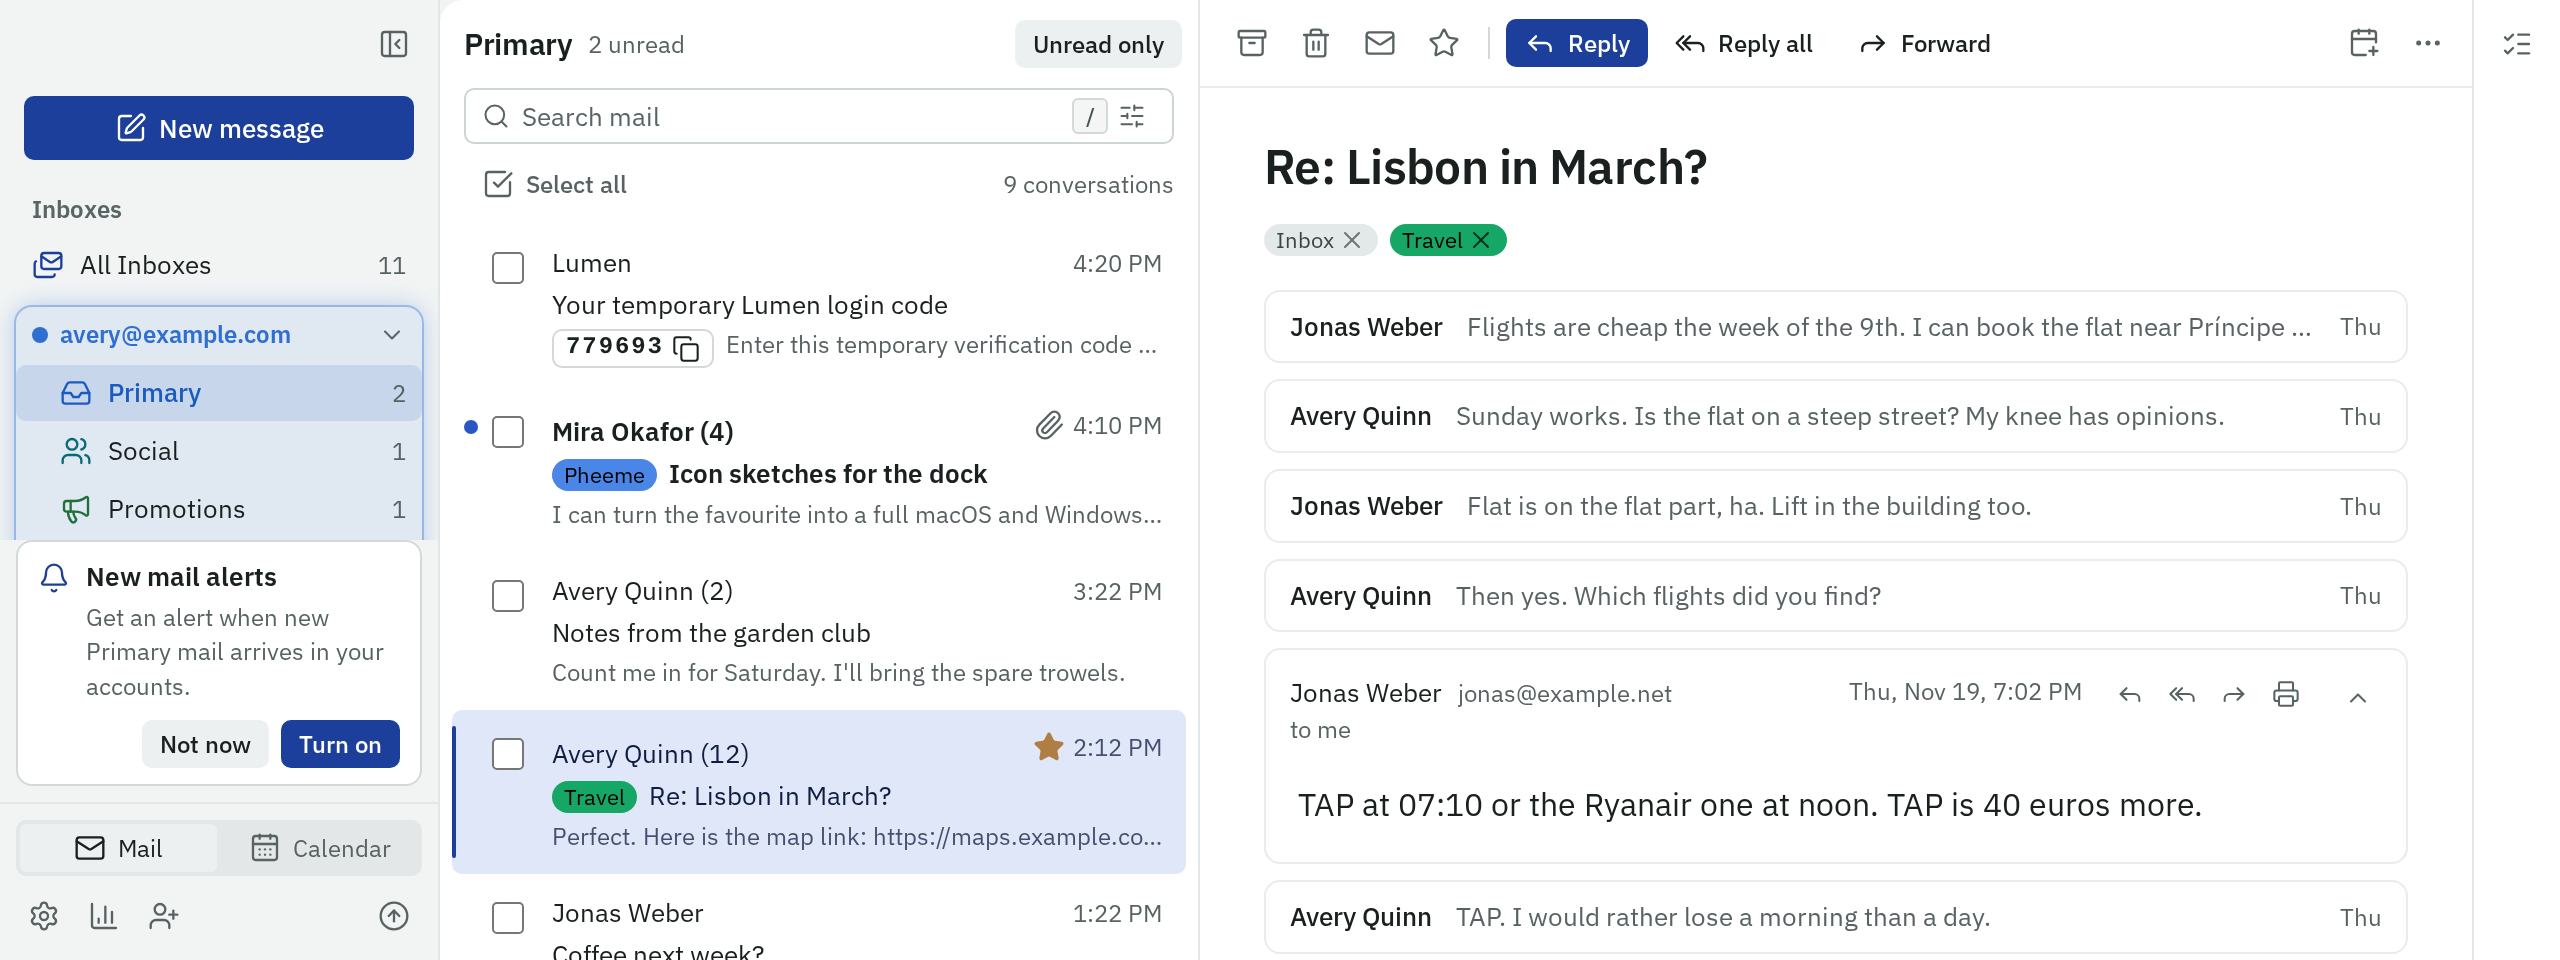 New message
Inboxes
All Inboxes 11
avery@example.com
Primary 2
Social 1
Promotions 1
New mail alerts
Get an alert when new
Primary mail arrives in your
accounts.
Not now Turn on
Mail Calendar
Primary 2 unread Unread only
Search mail /
Select all 9 conversations
Lumen 4:20 PM
Your temporary Lumen login code
779693 Enter this temporary verification code ...
Mira Okafor (4) 4:10 PM
Pheeme Icon sketches for the dock
I can turn the favourite into a full macOS and Windows...
Avery Quinn (2) 3:22 PM
Notes from the garden club
Count me in for Saturday. I'll bring the spare trowels.
Avery Quinn (12) 2:12 PM
Travel Re: Lisbon in March?
Perfect. Here is the map link: https://maps.example.co...
Jonas Weber 1:22 PM
Coffee next week?
Reply Reply all Forward
Re: Lisbon in March?
Inbox Travel
Jonas Weber Flights are cheap the week of the 9th. I can book the flat near Príncipe ... Thu
Avery Quinn Sunday works. Is the flat on a steep street? My knee has opinions. Thu
Jonas Weber Flat is on the flat part, ha. Lift in the building too. Thu
Avery Quinn Then yes. Which flights did you find? Thu
Jonas Weber jonas@example.net Thu, Nov 19, 7:02 PM
to me
TAP at 07:10 or the Ryanair one at noon. TAP is 40 euros more.
Avery Quinn TAP. I would rather lose a morning than a day. Thu